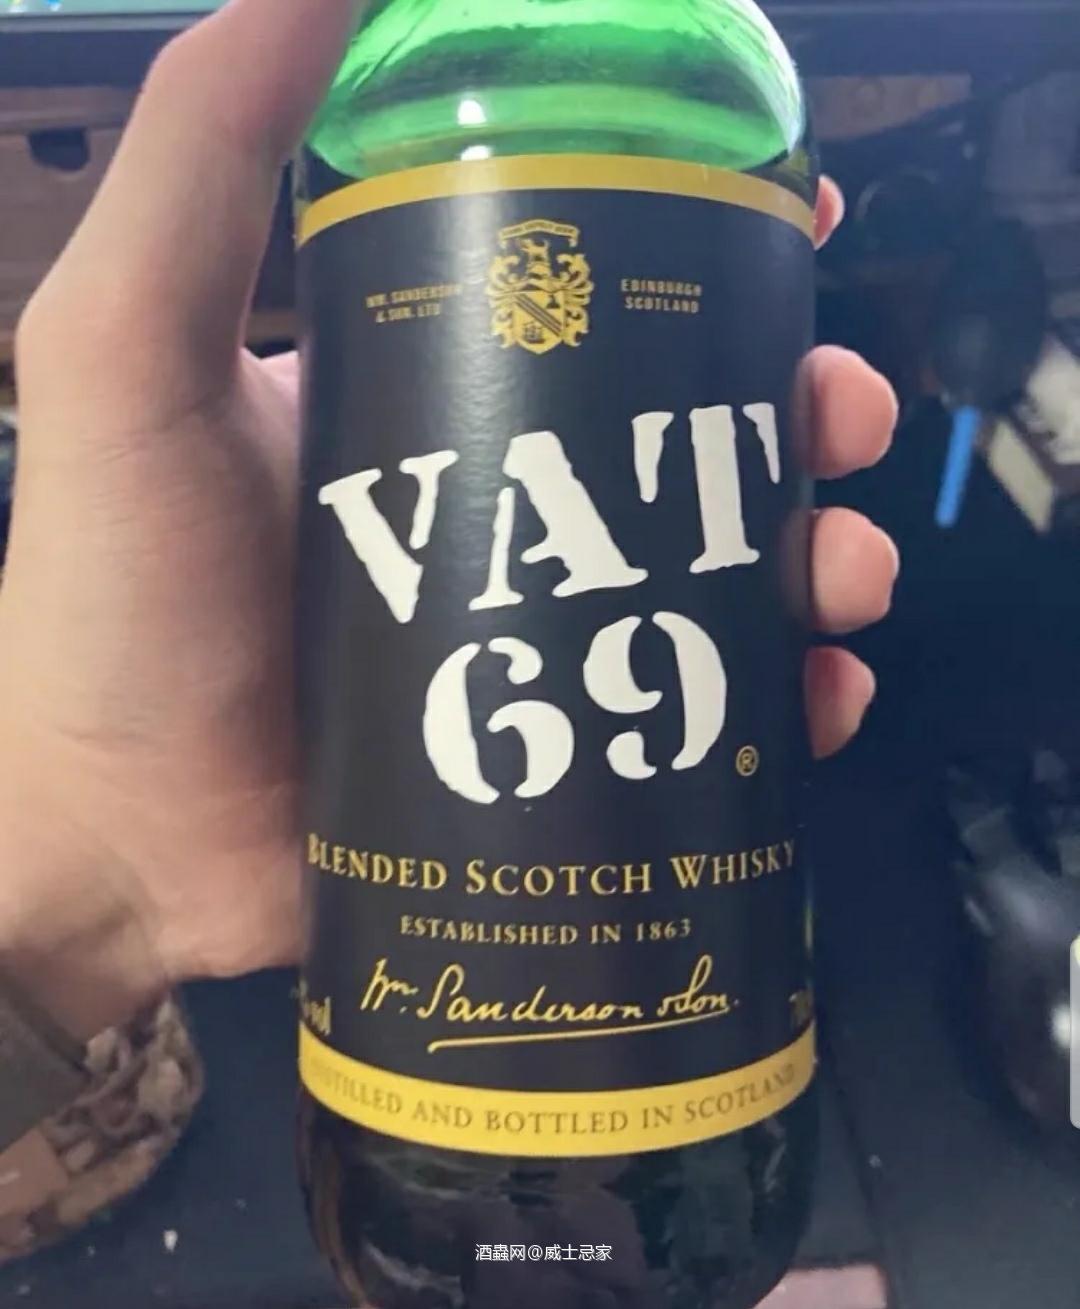 WM. SANDERSON
& SON. LTD
EDINBURGH
SCOTLAND
VAT
69
®
BLENDED SCOTCH WHISKY
ESTABLISHED IN 1863
Wm. Sanderson & Son.
vol
DISTILLED AND BOTTLED IN SCOTLAND
酒蟲网@威士忌家